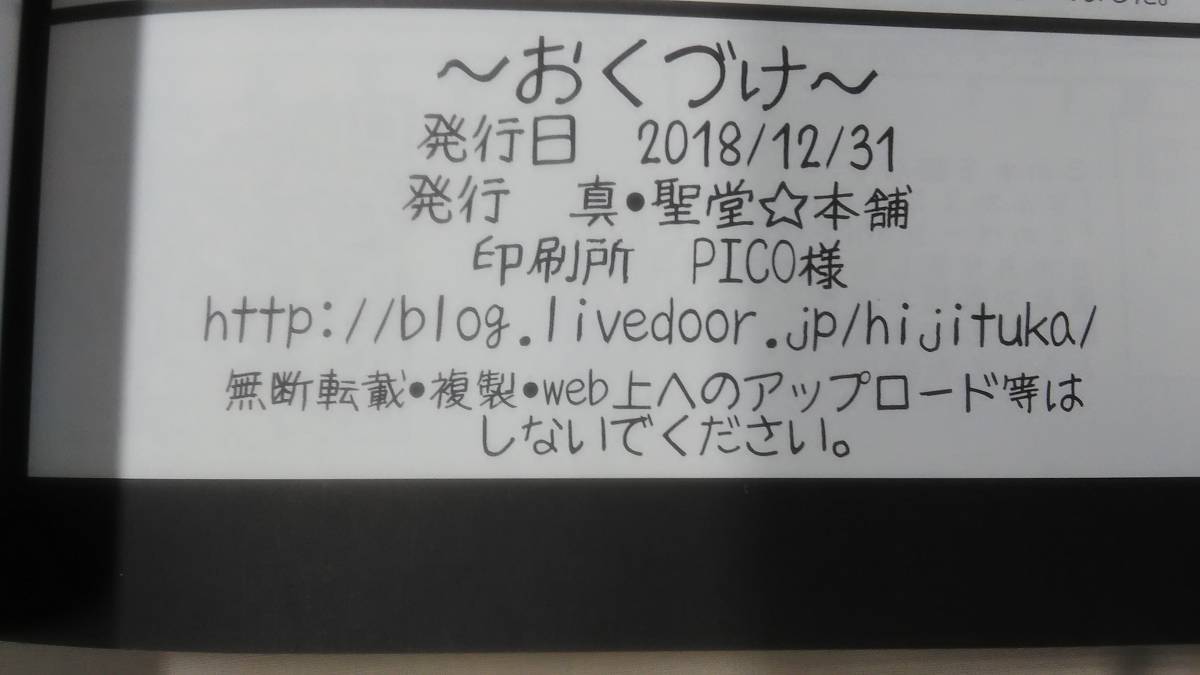 ～おくづけ～
発行日　2018/12/31
発行　真•聖堂☆本舗
印刷所　PICO様
http://blog.livedoor.jp/hijituka/
無断転載•複製•web上へのアップロード等は
しないでください。